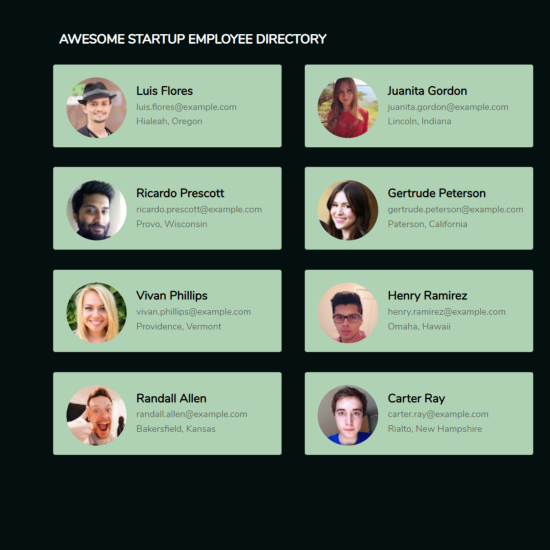 AWESOME STARTUP EMPLOYEE DIRECTORY
Luis Flores
luis.flores@example.com
Hialeah, Oregon
Juanita Gordon
juanita.gordon@example.com
Lincoln, Indiana
Ricardo Prescott
ricardo.prescott@example.com
Provo, Wisconsin
Gertrude Peterson
gertrude.peterson@example.com
Paterson, California
Vivan Phillips
vivan.phillips@example.com
Providence, Vermont
Henry Ramirez
henry.ramirez@example.com
Omaha, Hawaii
Randall Allen
randall.allen@example.com
Bakersfield, Kansas
Carter Ray
carter.ray@example.com
Rialto, New Hampshire